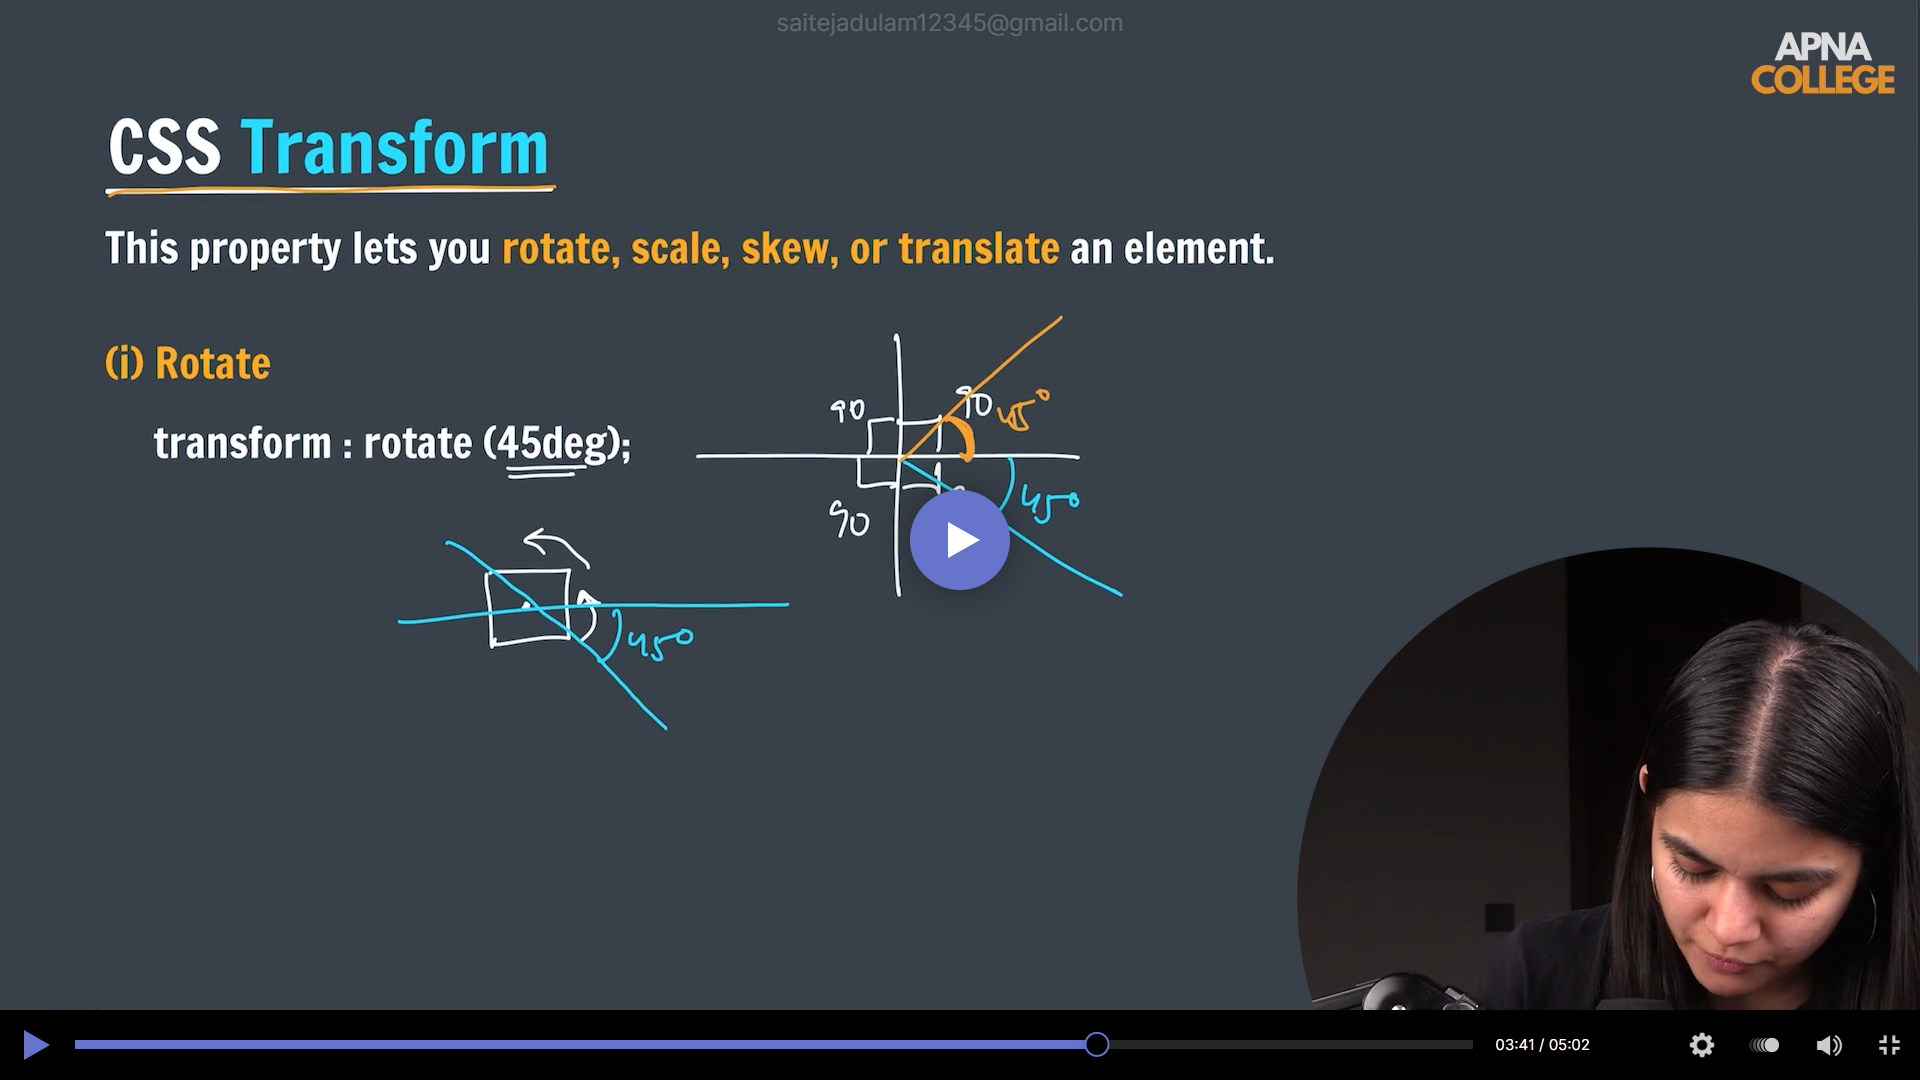 saitejadulam12345@gmail.com
APNA
COLLEGE
CSS Transform
This property lets you rotate, scale, skew, or translate an element.
(i) Rotate
transform : rotate (45deg);
90
90
45°
90
45°
45°
03:41 / 05:02